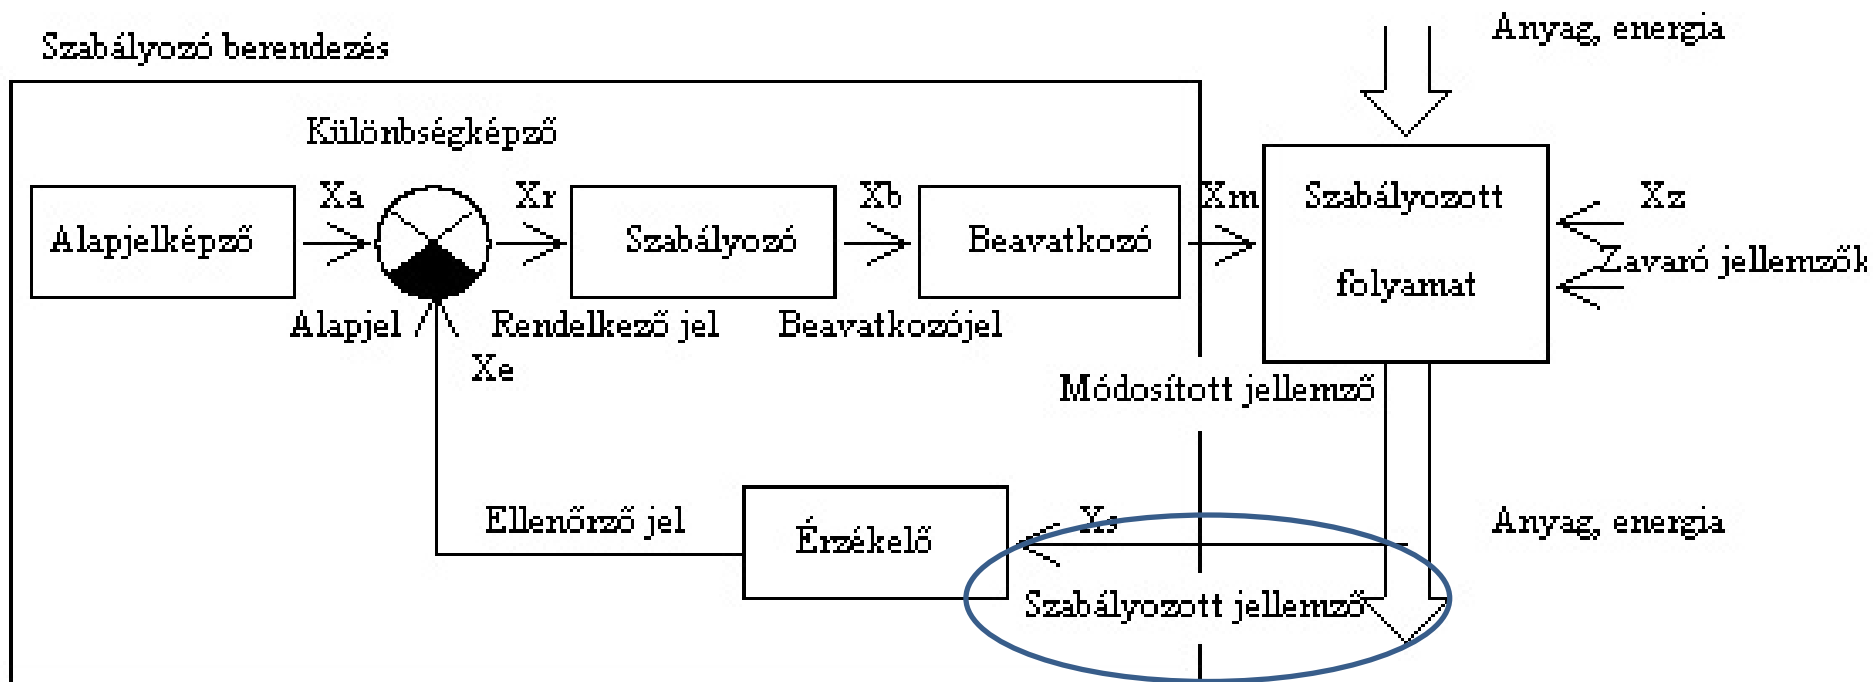 Anyag, energia
Szabályozó berendezés
Különbségképző
Xa
Xr
Xb
Xm
Szabályozott
folyamat
Xz
Alapjelképző
Szabályozó
Beavatkozó
Zavaró jellemzők
Alapjel
Rendelkező jel
Beavatkozójel
Xe
Módosított jellemző
Ellenőrző jel
Érzékelő
Xs
Anyag, energia
Szabályozott jellemző